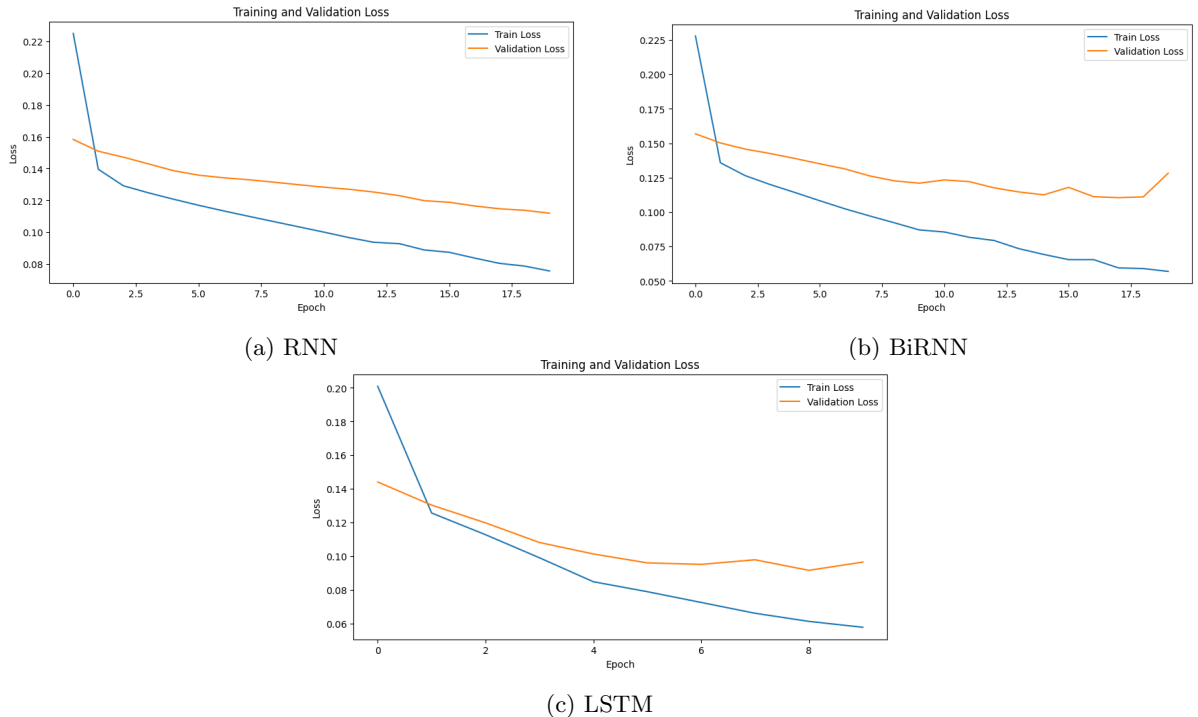 Training and Validation Loss
Train Loss
Validation Loss
0.22
0.20
0.18
0.16
0.14
0.12
0.10
0.08
Loss
0.0 2.5 5.0 7.5 10.0 12.5 15.0 17.5
Epoch
(a) RNN
Training and Validation Loss
Train Loss
Validation Loss
0.225
0.200
0.175
0.150
0.125
0.100
0.075
0.050
Loss
0.0 2.5 5.0 7.5 10.0 12.5 15.0 17.5
Epoch
(b) BiRNN
Training and Validation Loss
Train Loss
Validation Loss
0.20
0.18
0.16
0.14
0.12
0.10
0.08
0.06
Loss
0 2 4 6 8
Epoch
(c) LSTM